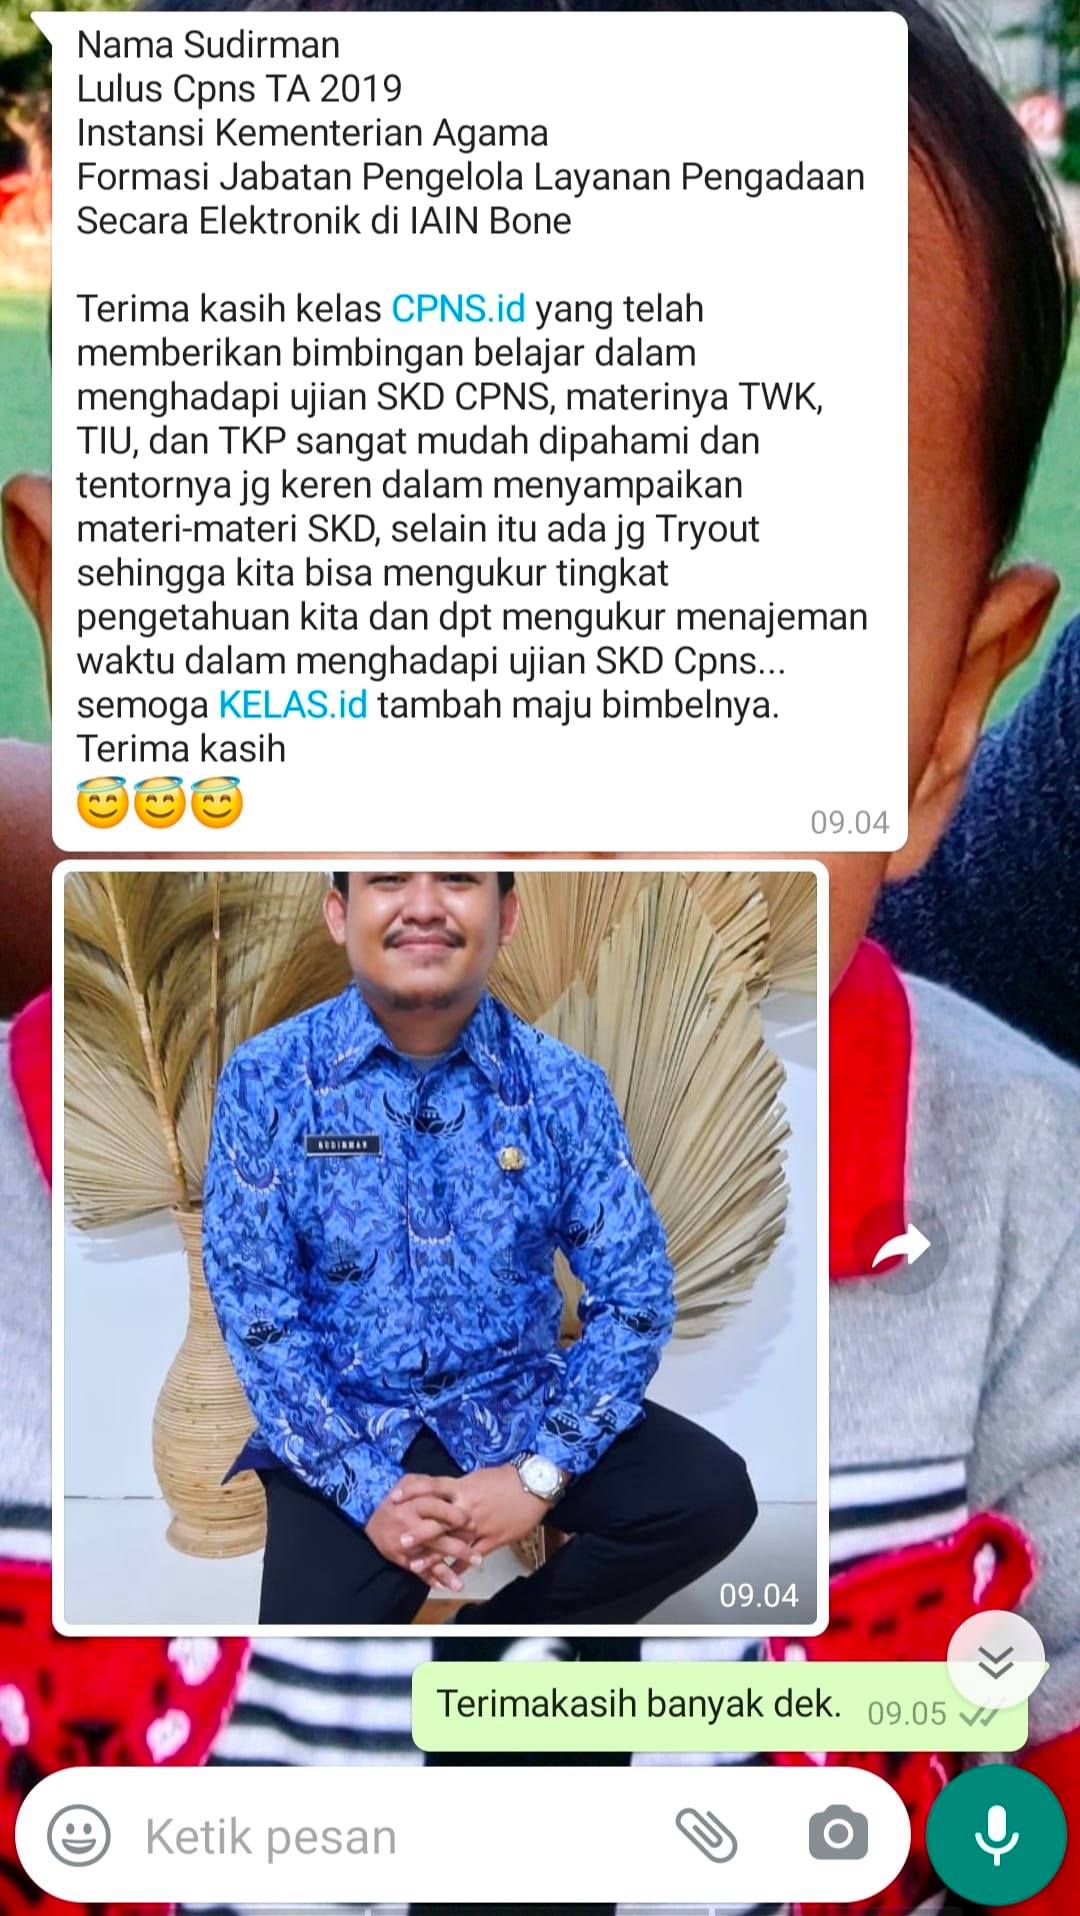 Nama Sudirman
Lulus Cpns TA 2019
Instansi Kementerian Agama
Formasi Jabatan Pengelola Layanan Pengadaan
Secara Elektronik di IAIN Bone
Terima kasih kelas CPNS.id yang telah
memberikan bimbingan belajar dalam
menghadapi ujian SKD CPNS, materinya TWK,
TIU, dan TKP sangat mudah dipahami dan
tentornya jg keren dalam menyampaikan
materi-materi SKD, selain itu ada jg Tryout
sehingga kita bisa mengukur tingkat
pengetahuan kita dan dpt mengukur menajeman
waktu dalam menghadapi ujian SKD Cpns...
semoga KELAS.id tambah maju bimbelnya.
Terima kasih
😇😇😇
09.04
SUDIRMAN
09.04
Terimakasih banyak dek. 09.05
Ketik pesan